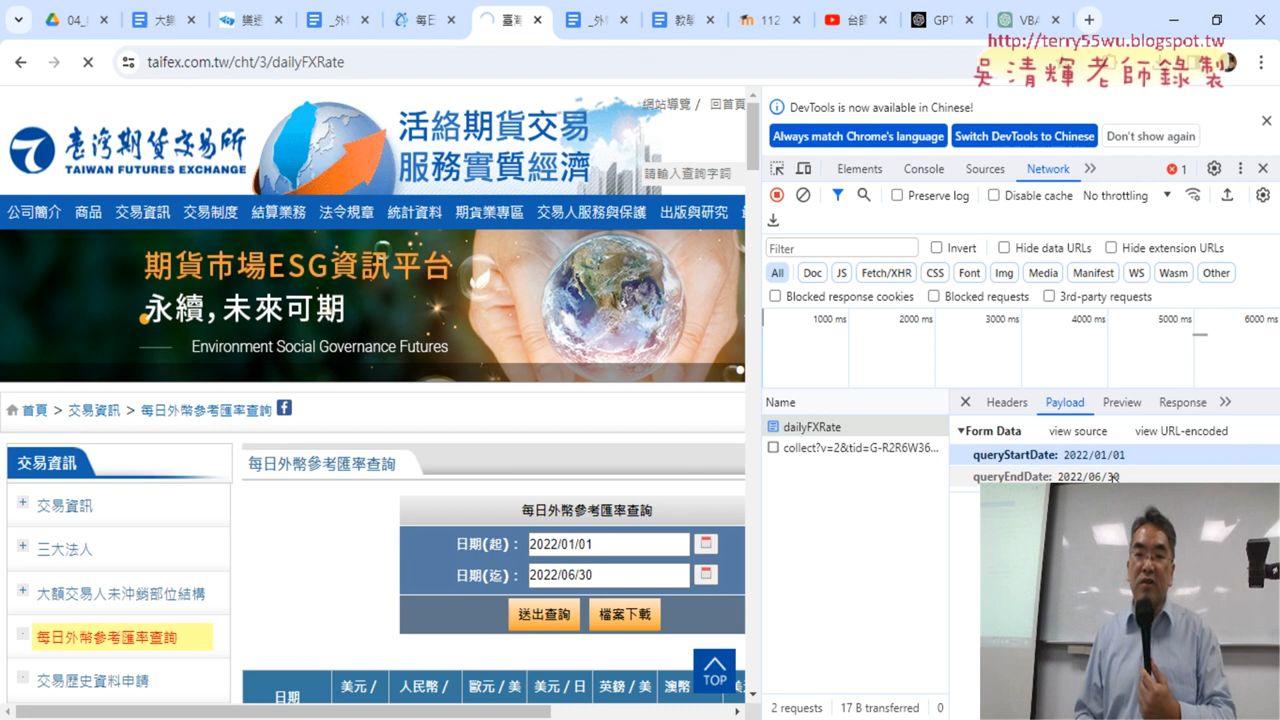 04_
大數
_外
每日
臺灣
_外
教學
112
台師
GPT
VBA
http://terry55wu.blogspot.tw
吳清輝老師錄製
taifex.com.tw/cht/3/dailyFXRate
網站導覽 / 回首頁
臺灣期貨交易所
TAIWAN FUTURES EXCHANGE
活絡期貨交易
服務實質經濟
請輸入查詢字詞
公司簡介 商品 交易資訊 交易制度 結算業務 法令規章 統計資料 期貨業專區 交易人服務與保護 出版與研究
期貨市場ESG資訊平台
永續,未來可期
Environment Social Governance Futures
首頁 > 交易資訊 > 每日外幣參考匯率查詢
交易資訊
交易資訊
三大法人
大額交易人未沖銷部位結構
每日外幣參考匯率查詢
交易歷史資料申請
每日外幣參考匯率查詢
每日外幣參考匯率查詢
日期(起)： 2022/01/01
日期(迄)： 2022/06/30
送出查詢 檔案下載
日期 美元 / 人民幣 / 歐元 / 美 美元 / 日 英鎊 / 美 澳幣
TOP
DevTools is now available in Chinese!
Always match Chrome's language Switch DevTools to Chinese Don't show again
Elements Console Sources Network 1
Preserve log Disable cache No throttling
Filter Invert Hide data URLs Hide extension URLs
All Doc JS Fetch/XHR CSS Font Img Media Manifest WS Wasm Other
Blocked response cookies Blocked requests 3rd-party requests
1000 ms 2000 ms 3000 ms 4000 ms 5000 ms 6000 ms
Name Headers Payload Preview Response
dailyFXRate
collect?v=2&tid=G-R2R6W36...
Form Data view source view URL-encoded
queryStartDate: 2022/01/01
queryEndDate: 2022/06/30
2 requests 17 B transferred 0